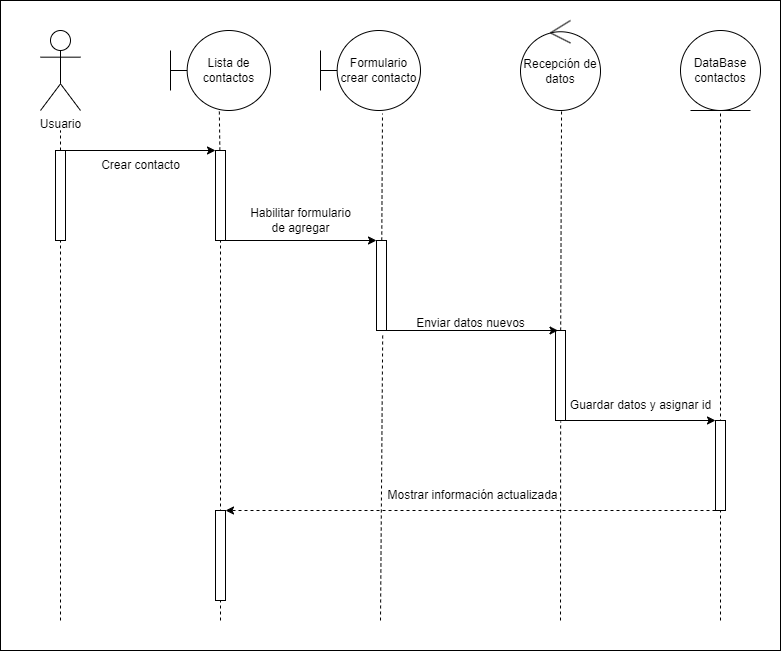 Lista de
contactos
Formulario
crear contacto
Recepción de
datos
DataBase
contactos
Usuario
Crear contacto
Habilitar formulario
de agregar
Enviar datos nuevos
Guardar datos y asignar id
Mostrar información actualizada